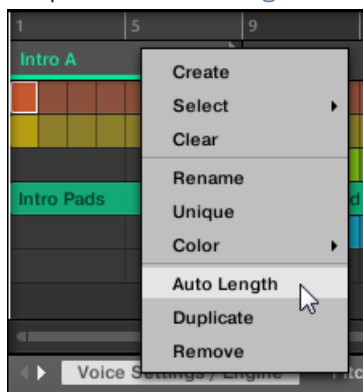 1 5 9
Intro A
Create
Select
Clear
Rename
Intro Pads
Unique
Color
Auto Length
Duplicate
Remove
Voice Settings / Engine